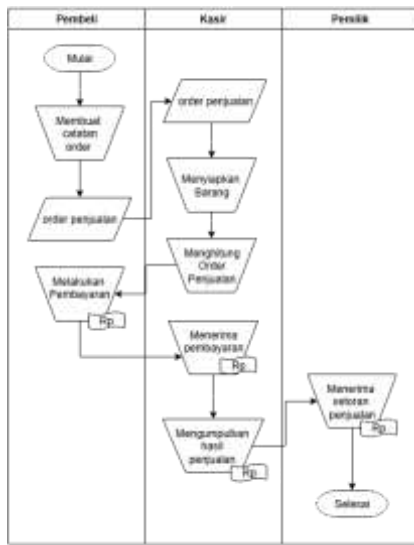 Pembeli
Kasir
Pemilik
Mulai
Membuat
catatan
order
order penjualan
order penjualan
Menyiapkan
Barang
Menghitung
Order
Penjualan
Melakukan
Pembayaran
Rp.
Menerima
pembayaran
Rp.
Mengumpulkan
hasil
penjualan
Rp.
Menerima
setoran
penjualan
Rp.
Selesai